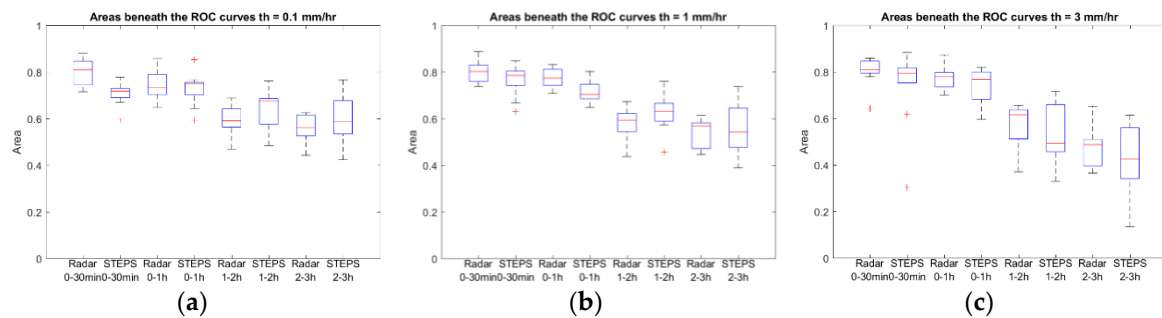 Areas beneath the ROC curves th = 0.1 mm/hr
1
0.8
0.6
0.4
0.2
0
Area
Radar STEPS Radar STEPS Radar STEPS Radar STEPS
0-30min 0-30min 0-1h 0-1h 1-2h 1-2h 2-3h 2-3h
(a)
Areas beneath the ROC curves th = 1 mm/hr
1
0.8
0.6
0.4
0.2
0
Area
Radar STEPS Radar STEPS Radar STEPS Radar STEPS
0-30min 0-30min 0-1h 0-1h 1-2h 1-2h 2-3h 2-3h
(b)
Areas beneath the ROC curves th = 3 mm/hr
1
0.8
0.6
0.4
0.2
0
Area
Radar STEPS Radar STEPS Radar STEPS Radar STEPS
0-30min 0-30min 0-1h 0-1h 1-2h 1-2h 2-3h 2-3h
(c)